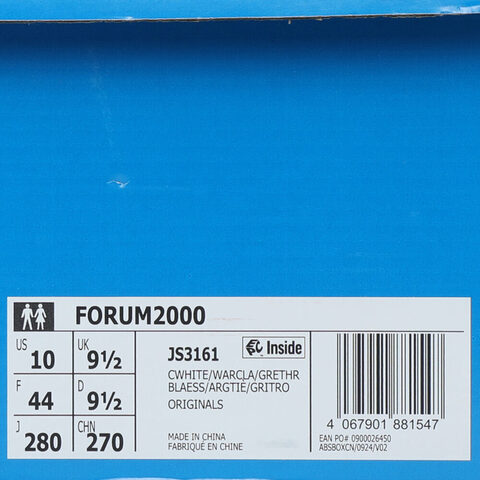 FORUM2000
US 10 UK 9½
F 44 D 9½
J 280 CHN 270
JS3161 Inside
CWHITE/WARCLA/GRETHR
BLAESS/ARGTIE/GRITRO
ORIGINALS
MADE IN CHINA
FABRIQUÉ EN CHINE
4 067901 881547
EAN PO# 0900026450
ABSBOXCN/0924/V02